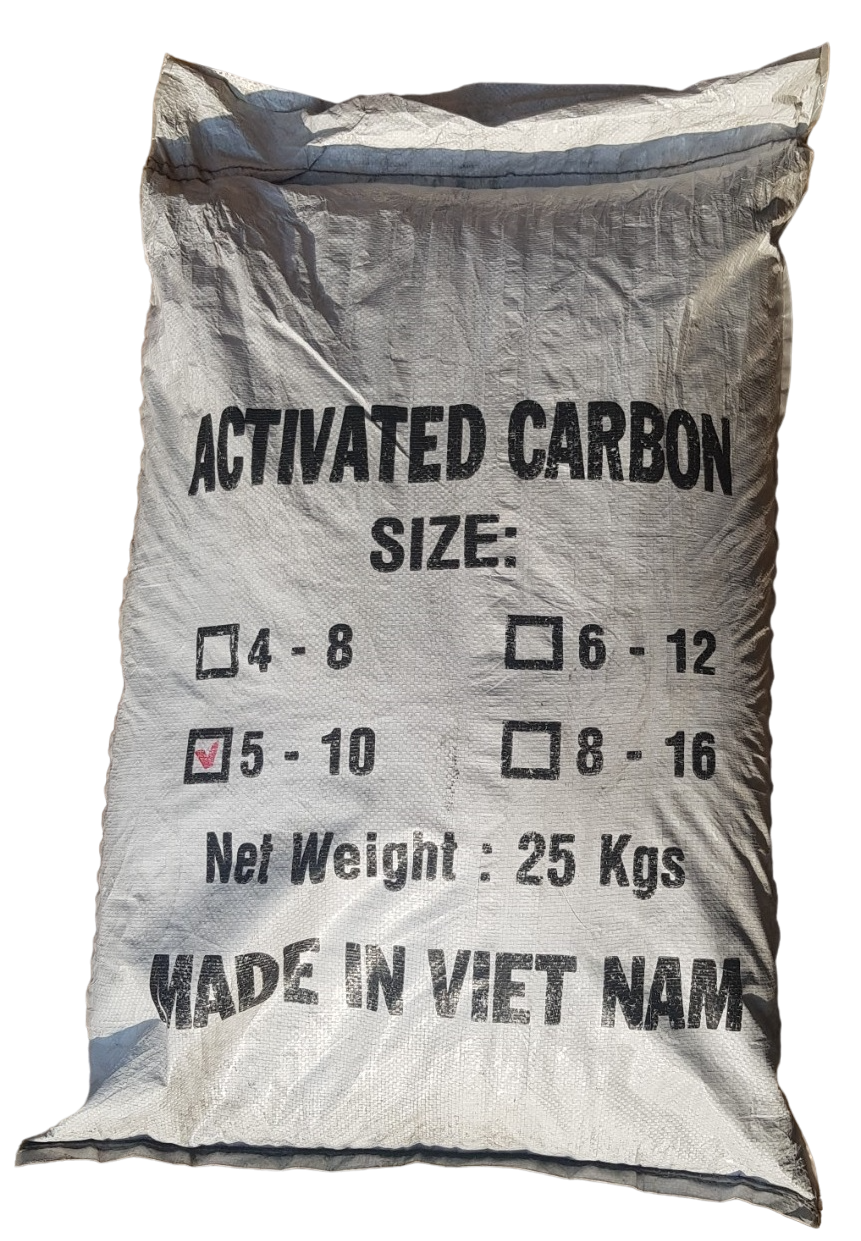 ACTIVATED CARBON
SIZE:
4 - 8 6 - 12
5 - 10 8 - 16
Net Weight : 25 Kgs
MADE IN VIET NAM